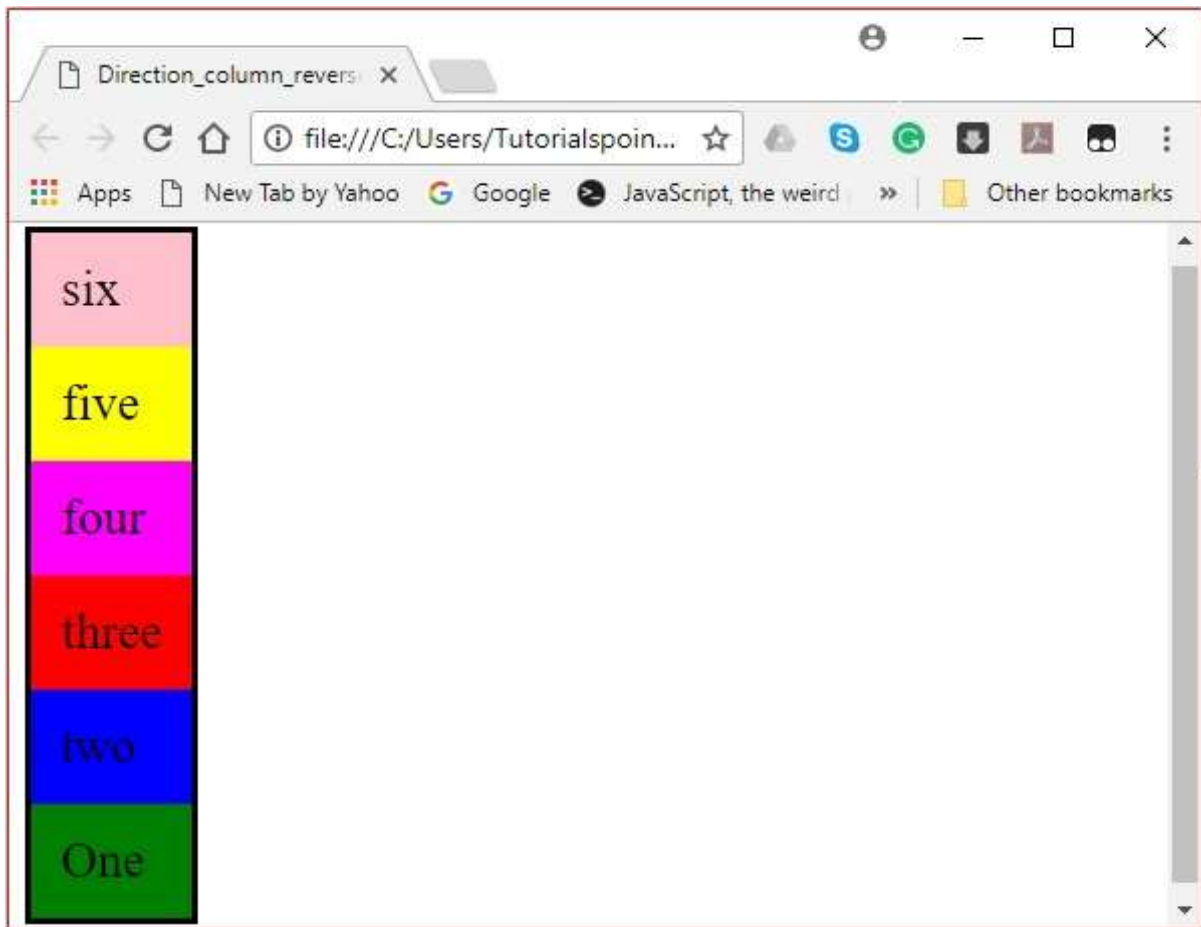 Direction_column_revers
file:///C:/Users/Tutorialspoin...
Apps New Tab by Yahoo Google JavaScript, the weird » Other bookmarks
six
five
four
three
two
One